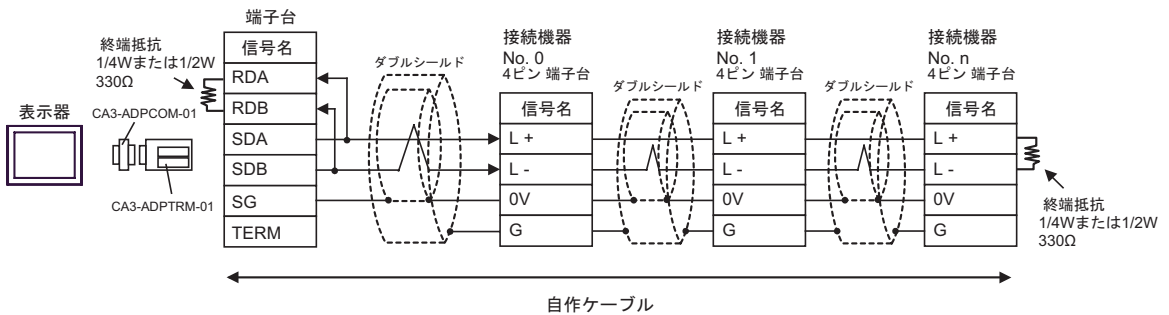 表示器
CA3-ADPCOM-01
CA3-ADPTRM-01
終端抵抗
1/4Wまたは1/2W
330Ω
端子台
信号名
RDA
RDB
SDA
SDB
SG
TERM
ダブルシールド
接続機器
No. 0
4ピン 端子台
信号名
L +
L -
0V
G
ダブルシールド
接続機器
No. 1
4ピン 端子台
信号名
L +
L -
0V
G
ダブルシールド
接続機器
No. n
4ピン 端子台
信号名
L +
L -
0V
G
終端抵抗
1/4Wまたは1/2W
330Ω
自作ケーブル